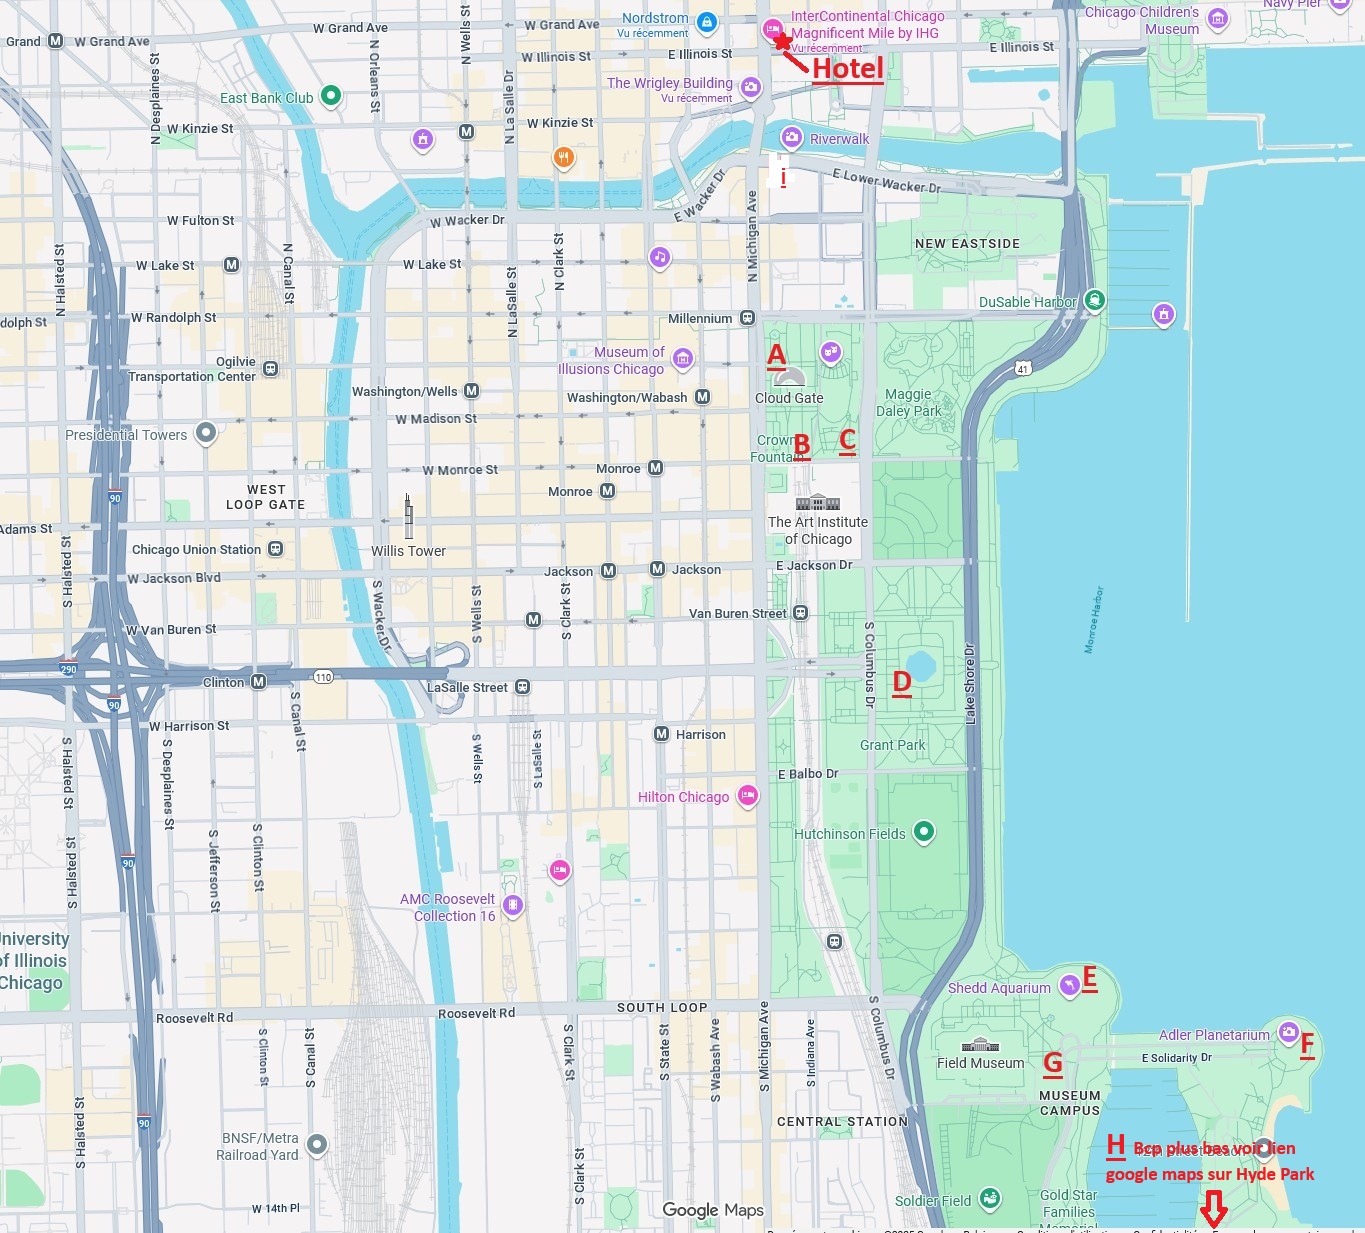 Grand
W Grand Ave
W Grand Ave
W Grand Ave
Nordstrom
Vu récemment
InterContinental Chicago
Magnificent Mile by IHG
Vu récemment
Chicago Children's
Museum
Navy Pier
E Illinois St
W Illinois St
E Illinois St
Hotel
N Desplaines St
N Orleans St
N Wells St
N La Salle Dr
East Bank Club
The Wrigley Building
Vu récemment
W Kinzie St
W Kinzie St
Riverwalk
i
E Lower Wacker Dr
E Wacker Dr
W Wacker Dr
W Fulton St
N Michigan Ave
NEW EASTSIDE
N Halsted St
N Canal St
W Lake St
W Lake St
N Clark St
N LaSalle St
DuSable Harbor
dolph St
W Randolph St
Millennium
A
Museum of
Illusions Chicago
Ogilvie
Transportation Center
41
Cloud Gate
Washington/Wells
Washington/Wabash
Maggie
Daley Park
W Madison St
Presidential Towers
Crown
Fountain
B
C
W Monroe St
Monroe
Monroe
90
WEST
LOOP GATE
The Art Institute
of Chicago
Adams St
Willis Tower
Chicago Union Station
E Jackson Dr
W Jackson Blvd
Jackson
Jackson
S Halsted St
S Wacker Dr
S Wells St
S Clark St
Monroe Harbor
Van Buren Street
W Van Buren St
S Columbus Dr
Lake Shore Dr
290
110
Clinton
LaSalle Street
D
90
S Canal St
W Harrison St
Harrison
Grant Park
S Halsted St
S Desplaines St
S Wells St
S LaSalle St
E Balbo Dr
Hilton Chicago
Hutchinson Fields
S Jefferson St
S Clinton St
S Halsted St
90
AMC Roosevelt
Collection 16
University
of Illinois
Chicago
E
Shedd Aquarium
SOUTH LOOP
Roosevelt Rd
Roosevelt Rd
S Columbus Dr
S Michigan Ave
Adler Planetarium
F
S Clinton St
S Canal St
S Clark St
S State St
S Wabash Ave
S Indiana Ave
Field Museum
G
E Solidarity Dr
MUSEUM
CAMPUS
S Halsted St
90
CENTRAL STATION
BNSF/Metra
Railroad Yard
H Bcp plus bas voir lien
google maps sur Hyde Park
S Clark St
W 14th Pl
Google Maps
Soldier Field
Gold Star
Families